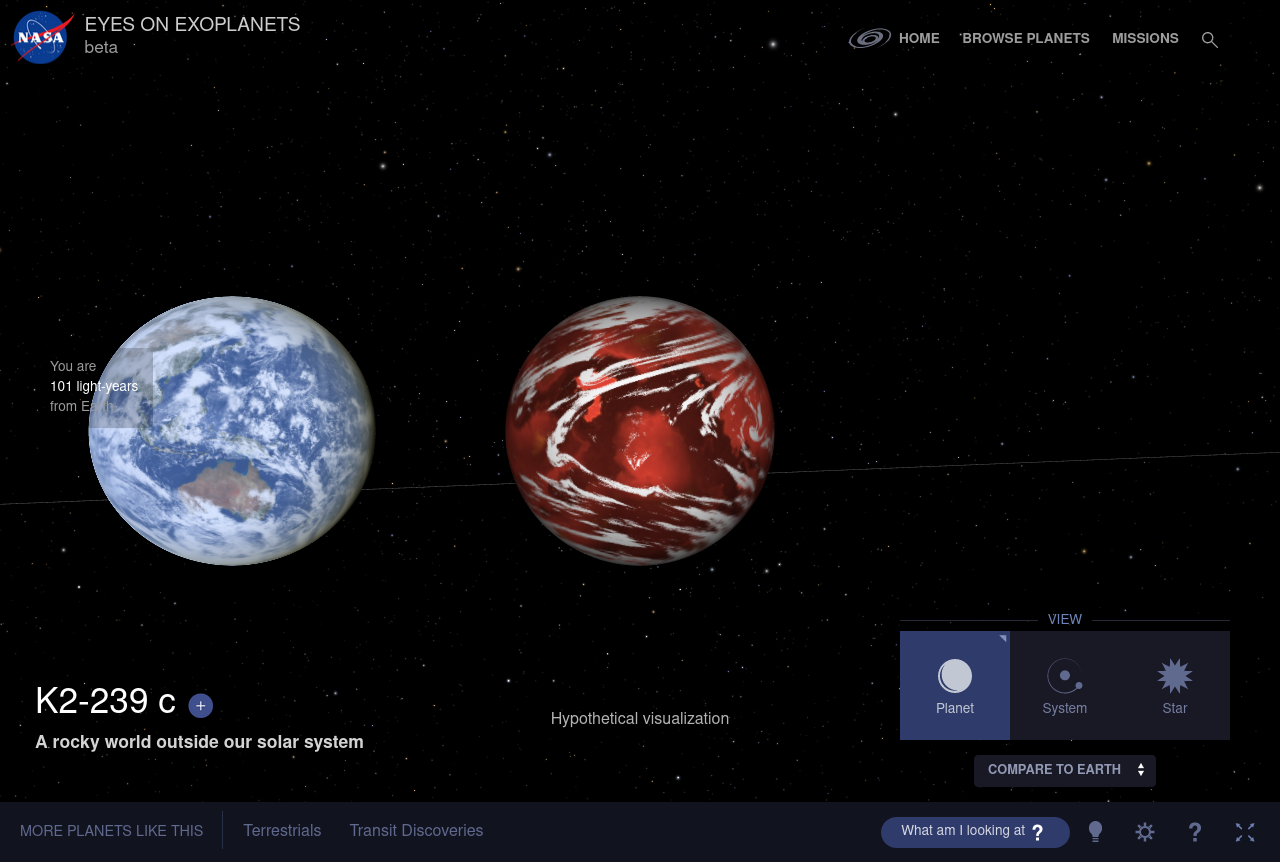 NASA
EYES ON EXOPLANETS
beta
HOME
BROWSE PLANETS
MISSIONS
You are
101 light-years
from Earth
K2-239 c +
A rocky world outside our solar system
Hypothetical visualization
VIEW
Planet
System
Star
COMPARE TO EARTH
MORE PLANETS LIKE THIS
Terrestrials
Transit Discoveries
What am I looking at ?
?